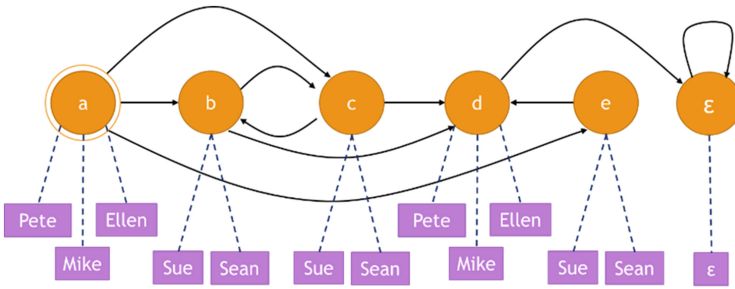 a
b
c
d
e
ε
Pete
Ellen
Mike
Sue
Sean
Sue
Sean
Pete
Ellen
Mike
Sue
Sean
ε